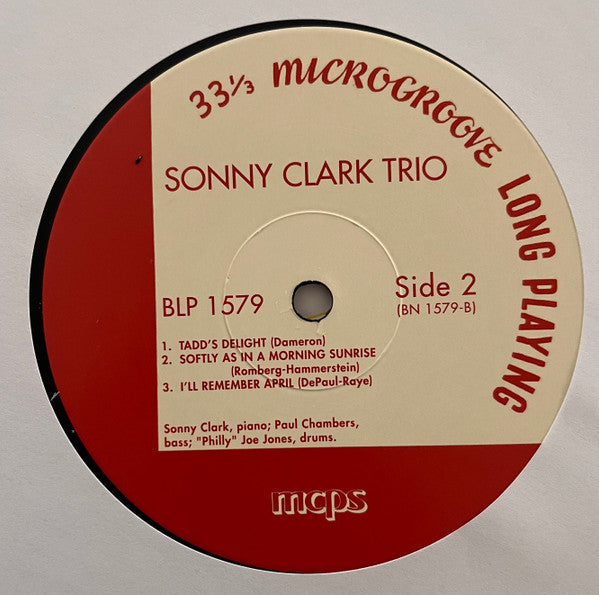 33⅓ MICROGROOVE LONG PLAYING
SONNY CLARK TRIO
BLP 1579
Side 2
(BN 1579-B)
1. TADD'S DELIGHT (Dameron)
2. SOFTLY AS IN A MORNING SUNRISE
(Romberg-Hammerstein)
3. I'LL REMEMBER APRIL (DePaul-Raye)
Sonny Clark, piano; Paul Chambers,
bass; "Philly" Joe Jones, drums.
mcps